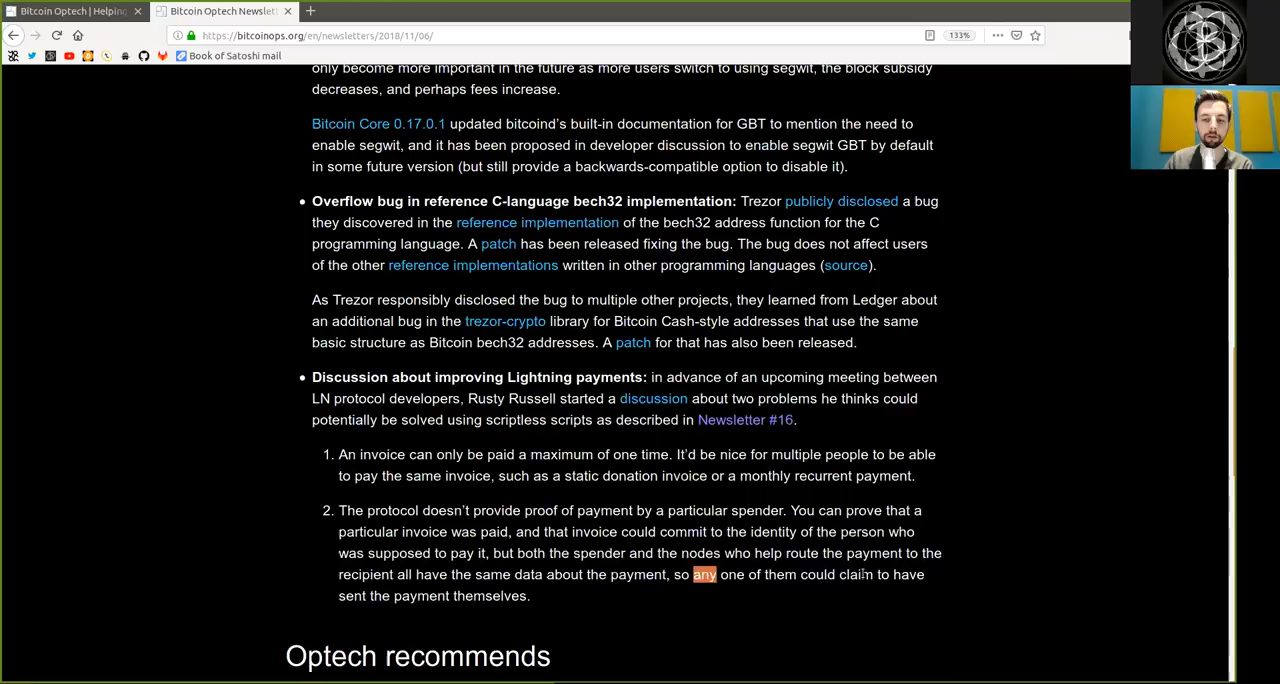 Bitcoin Optech | Helping
Bitcoin Optech Newslett
https://bitcoinops.org/en/newsletters/2018/11/06/
133%
Book of Satoshi mail
only become more important in the future as more users switch to using segwit, the block subsidy
decreases, and perhaps fees increase.
Bitcoin Core 0.17.0.1 updated bitcoind's built-in documentation for GBT to mention the need to
enable segwit, and it has been proposed in developer discussion to enable segwit GBT by default
in some future version (but still provide a backwards-compatible option to disable it).
• Overflow bug in reference C-language bech32 implementation: Trezor publicly disclosed a bug
they discovered in the reference implementation of the bech32 address function for the C
programming language. A patch has been released fixing the bug. The bug does not affect users
of the other reference implementations written in other programming languages (source).
As Trezor responsibly disclosed the bug to multiple other projects, they learned from Ledger about
an additional bug in the trezor-crypto library for Bitcoin Cash-style addresses that use the same
basic structure as Bitcoin bech32 addresses. A patch for that has also been released.
• Discussion about improving Lightning payments: in advance of an upcoming meeting between
LN protocol developers, Rusty Russell started a discussion about two problems he thinks could
potentially be solved using scriptless scripts as described in Newsletter #16.
1. An invoice can only be paid a maximum of one time. It'd be nice for multiple people to be able
to pay the same invoice, such as a static donation invoice or a monthly recurrent payment.
2. The protocol doesn't provide proof of payment by a particular spender. You can prove that a
particular invoice was paid, and that invoice could commit to the identity of the person who
was supposed to pay it, but both the spender and the nodes who help route the payment to the
recipient all have the same data about the payment, so any one of them could claim to have
sent the payment themselves.
Optech recommends